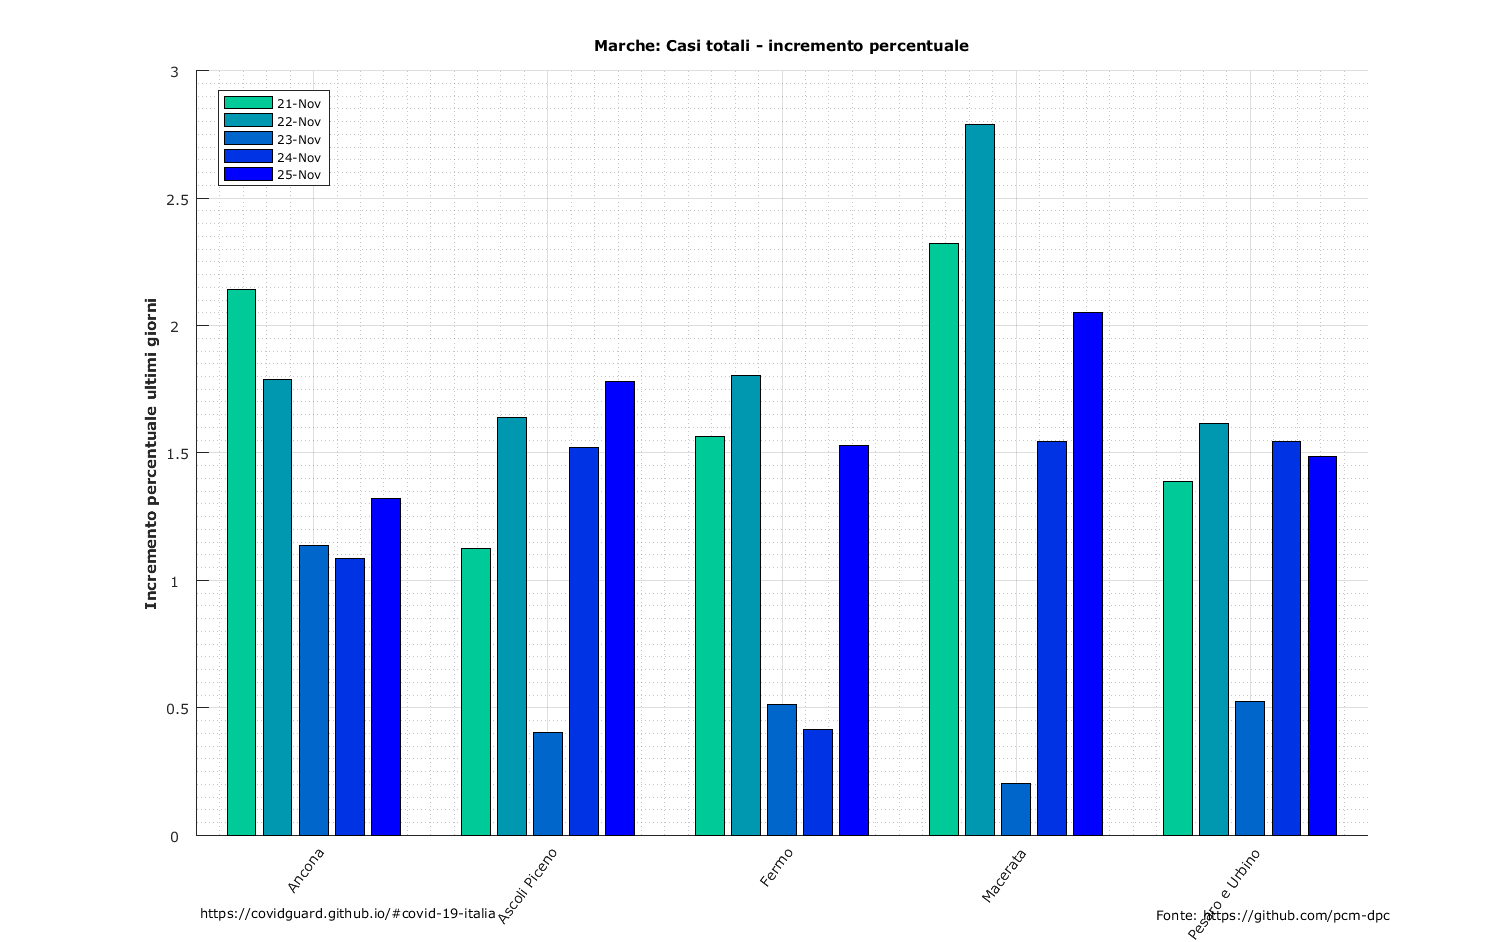 Marche: Casi totali - incremento percentuale
3
2.5
2
1.5
1
0.5
0
Incremento percentuale ultimi giorni
21-Nov
22-Nov
23-Nov
24-Nov
25-Nov
Ancona
Ascoli Piceno
Fermo
Macerata
Pesaro e Urbino
https://covidguard.github.io/#covid-19-italia
Fonte: https://github.com/pcm-dpc